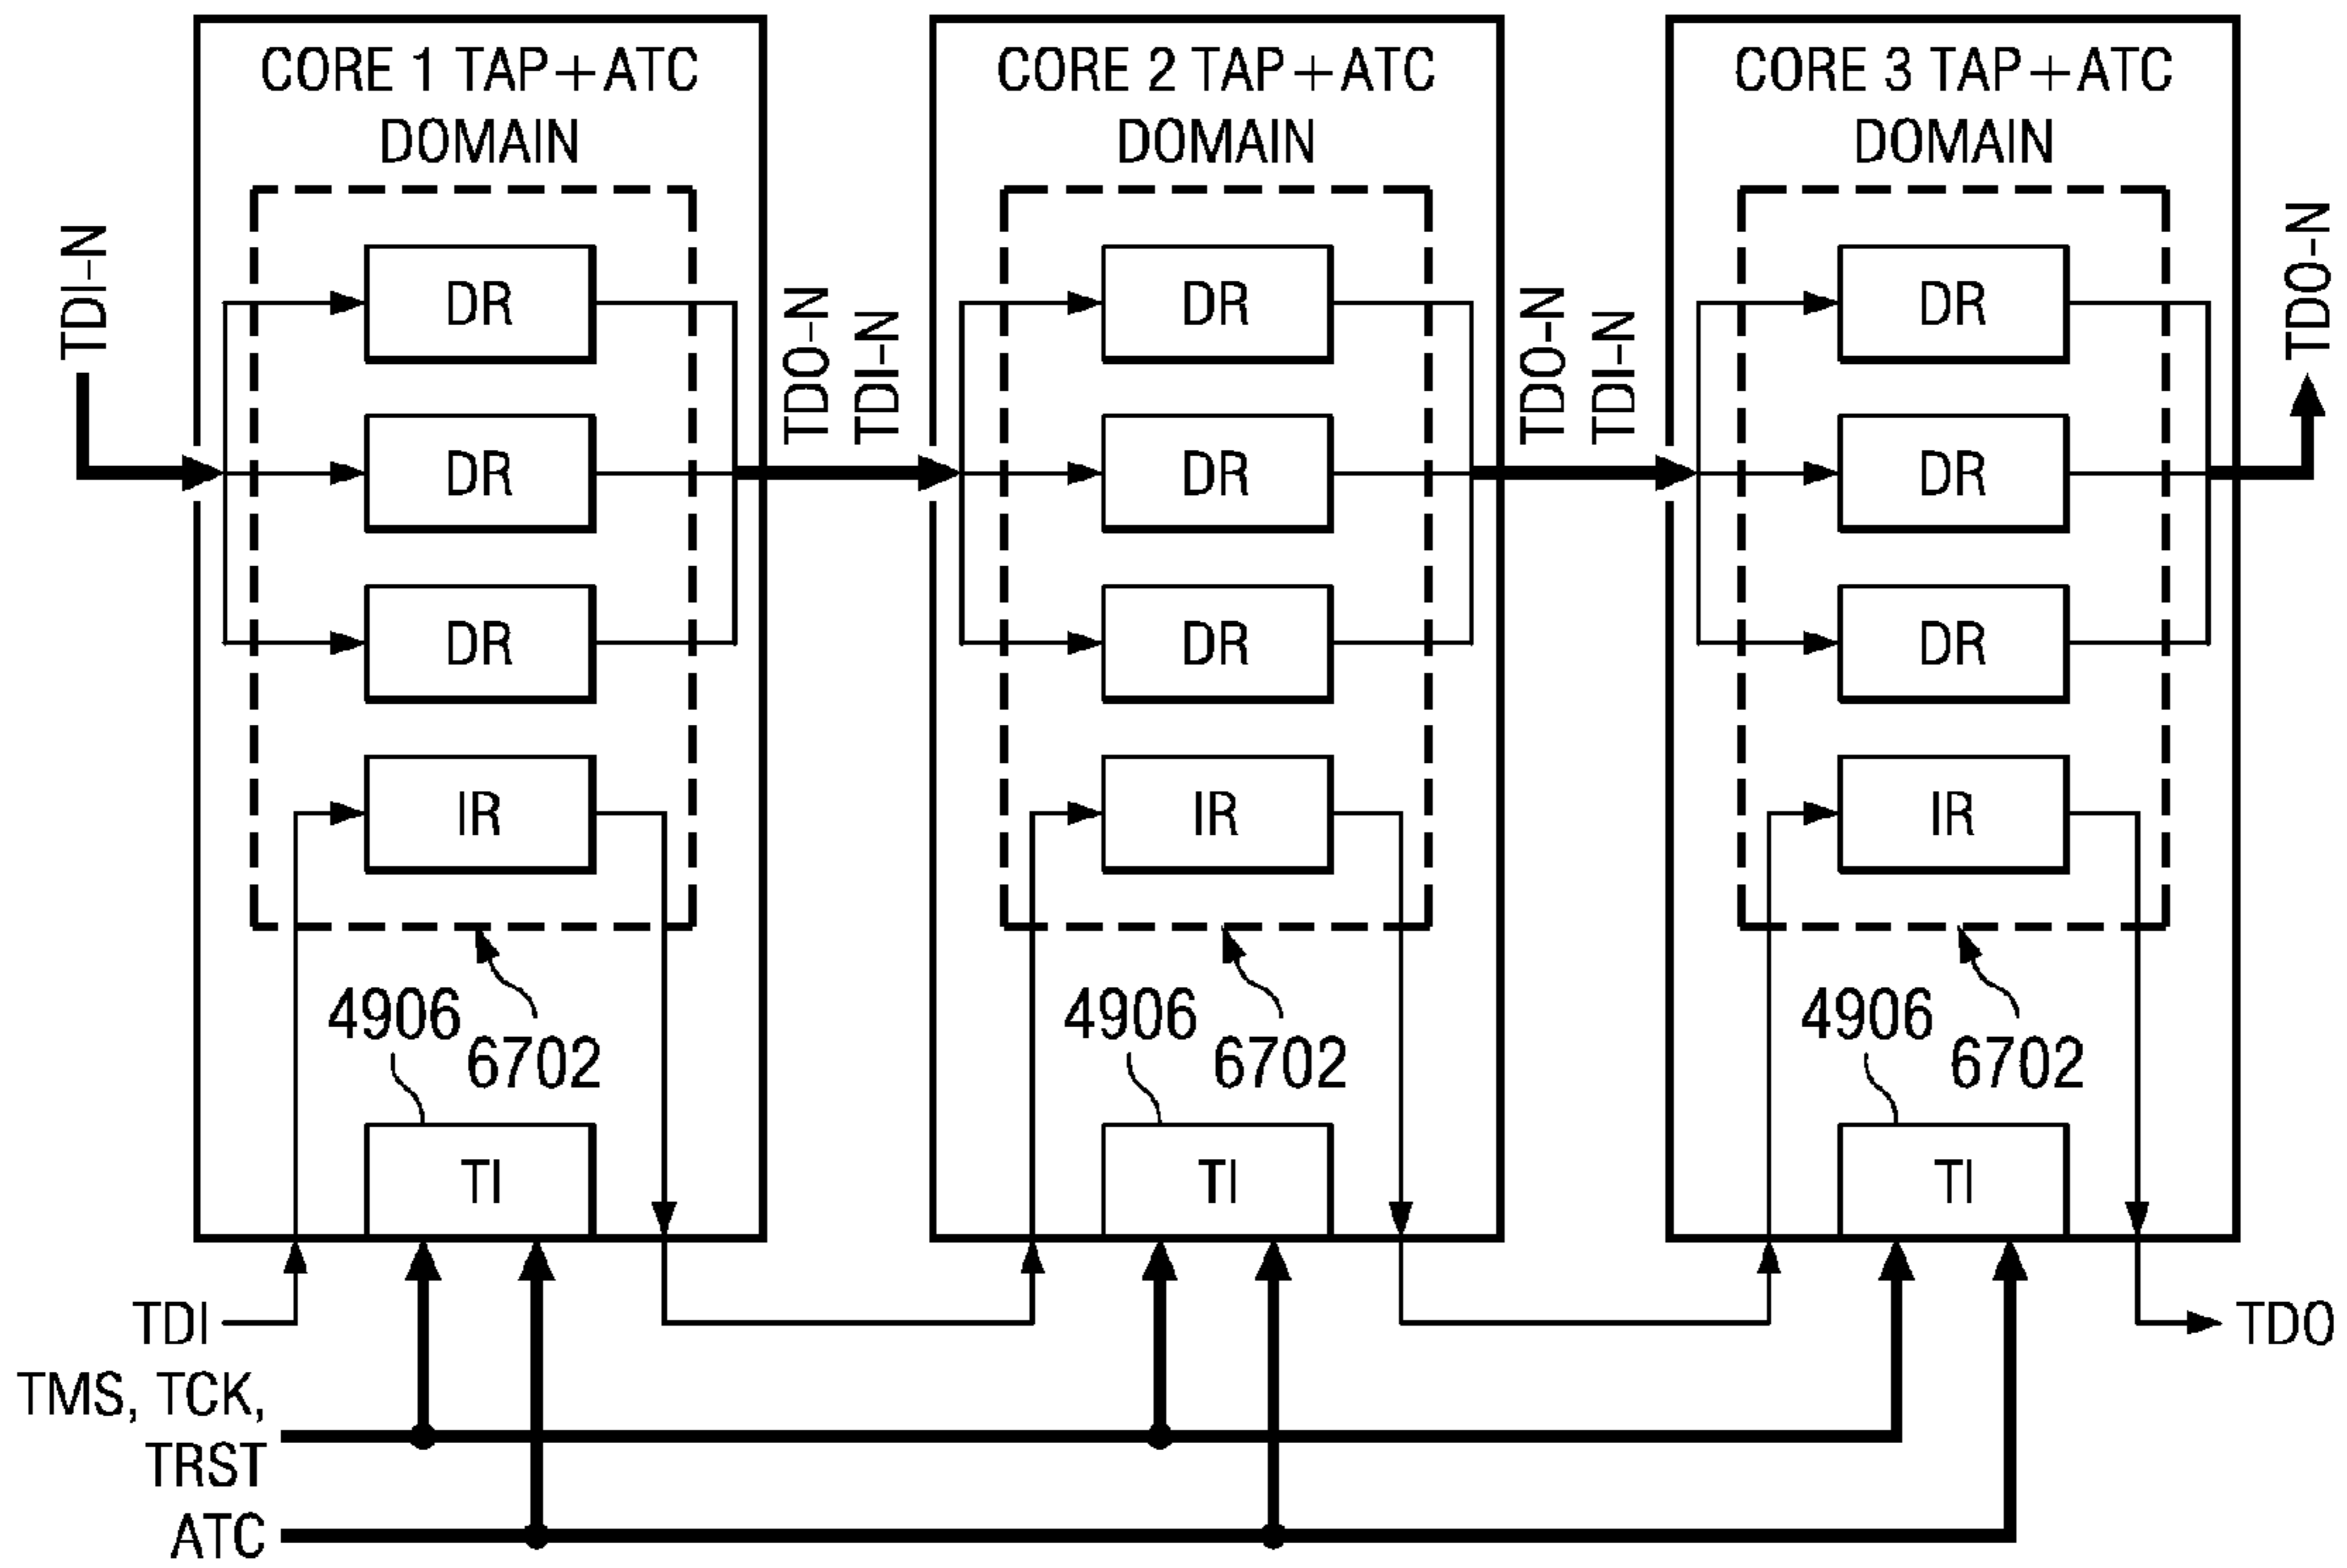 CORE 1 TAP+ATC
DOMAIN
CORE 2 TAP+ATC
DOMAIN
CORE 3 TAP+ATC
DOMAIN
TDI-N
TDO-N
TDI-N
TDO-N
TDI-N
TDO-N
DR
DR
DR
DR
DR
DR
DR
DR
DR
IR
IR
IR
4906
6702
4906
6702
4906
6702
TI
TI
TI
TDI
TDO
TMS, TCK,
TRST
ATC